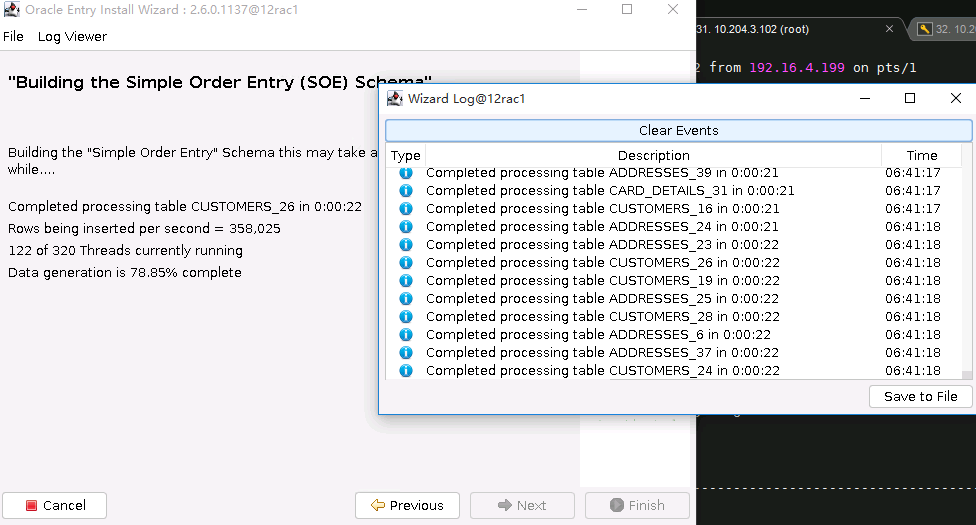 Oracle Entry Install Wizard : 2.6.0.1137@12rac1
File Log Viewer
"Building the Simple Order Entry (SOE) Schema"
Building the "Simple Order Entry" Schema this may take a
while....
Completed processing table CUSTOMERS_26 in 0:00:22
Rows being inserted per second = 358,025
122 of 320 Threads currently running
Data generation is 78.85% complete
Cancel
Previous
Next
Finish
31. 10.204.3.102 (root)
32. 10.20
2 from 192.16.4.199 on pts/1
Wizard Log@12rac1
Clear Events
Type Description Time
Completed processing table ADDRESSES_39 in 0:00:21 06:41:17
Completed processing table CARD_DETAILS_31 in 0:00:21 06:41:17
Completed processing table CUSTOMERS_16 in 0:00:21 06:41:17
Completed processing table ADDRESSES_24 in 0:00:21 06:41:18
Completed processing table ADDRESSES_23 in 0:00:22 06:41:18
Completed processing table CUSTOMERS_26 in 0:00:22 06:41:18
Completed processing table CUSTOMERS_19 in 0:00:22 06:41:18
Completed processing table ADDRESSES_25 in 0:00:22 06:41:18
Completed processing table CUSTOMERS_28 in 0:00:22 06:41:18
Completed processing table ADDRESSES_6 in 0:00:22 06:41:18
Completed processing table ADDRESSES_37 in 0:00:22 06:41:18
Completed processing table CUSTOMERS_24 in 0:00:22 06:41:18
Save to File